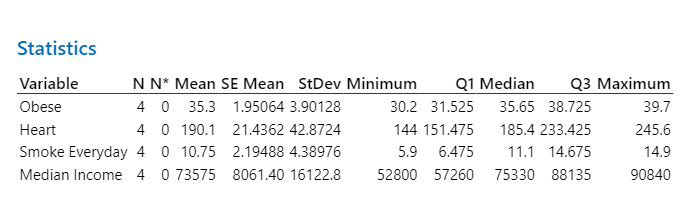 Statistics
Variable N N* Mean SE Mean StDev Minimum Q1 Median Q3 Maximum
Obese 4 0 35.3 1.95064 3.90128 30.2 31.525 35.65 38.725 39.7
Heart 4 0 190.1 21.4362 42.8724 144 151.475 185.4 233.425 245.6
Smoke Everyday 4 0 10.75 2.19488 4.38976 5.9 6.475 11.1 14.675 14.9
Median Income 4 0 73575 8061.40 16122.8 52800 57260 75330 88135 90840